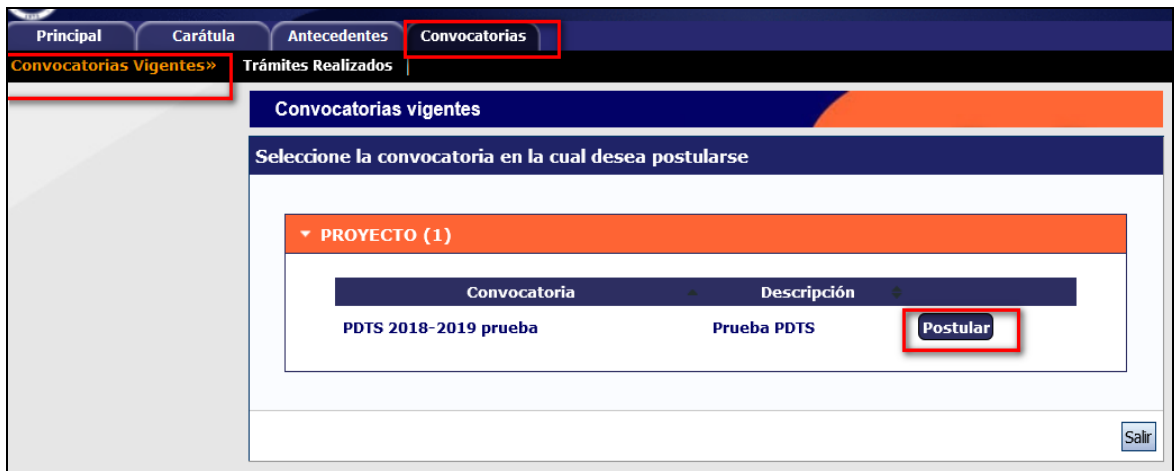 Principal Carátula Antecedentes Convocatorias
Convocatorias Vigentes» Trámites Realizados
Convocatorias vigentes
Seleccione la convocatoria en la cual desea postularse
PROYECTO (1)
Convocatoria Descripción
PDTS 2018-2019 prueba Prueba PDTS Postular
Salir